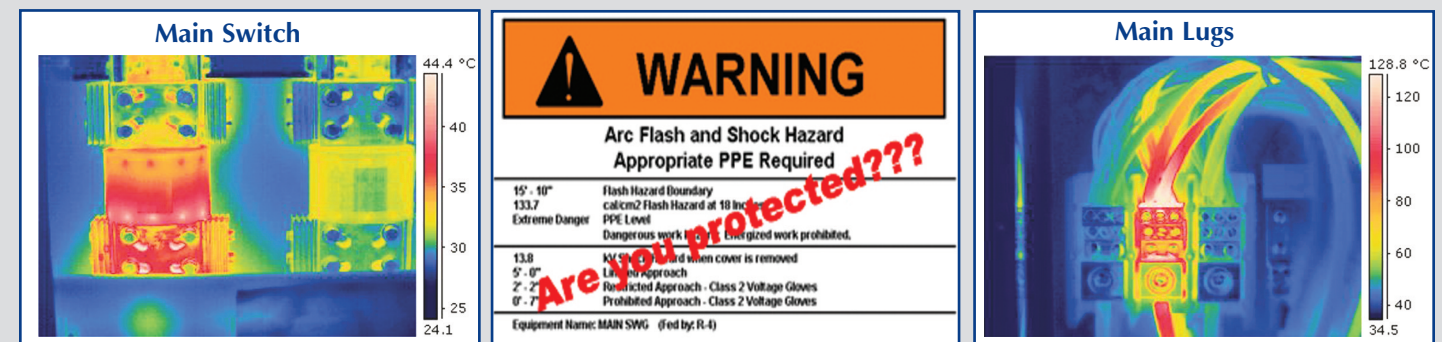 Main Switch
44.4 °C
40
35
30
25
24.1
WARNING
Arc Flash and Shock Hazard
Appropriate PPE Required
15' - 10" Flash Hazard Boundary
133.7 cal/cm2 Flash Hazard at 18
Extreme Danger PPE Level
Dangerous work Energized work prohibited.
13.8 kV when cover is removed
5' - 0" Approach
2' - 2" Restricted Approach - Class 2 Voltage Gloves
0' - 7" Prohibited Approach - Class 2 Voltage Gloves
Equipment Name: MAIN SWG (Fed by: R-4)
Are you protected???
Main Lugs
128.8 °C
120
100
80
60
40
34.5